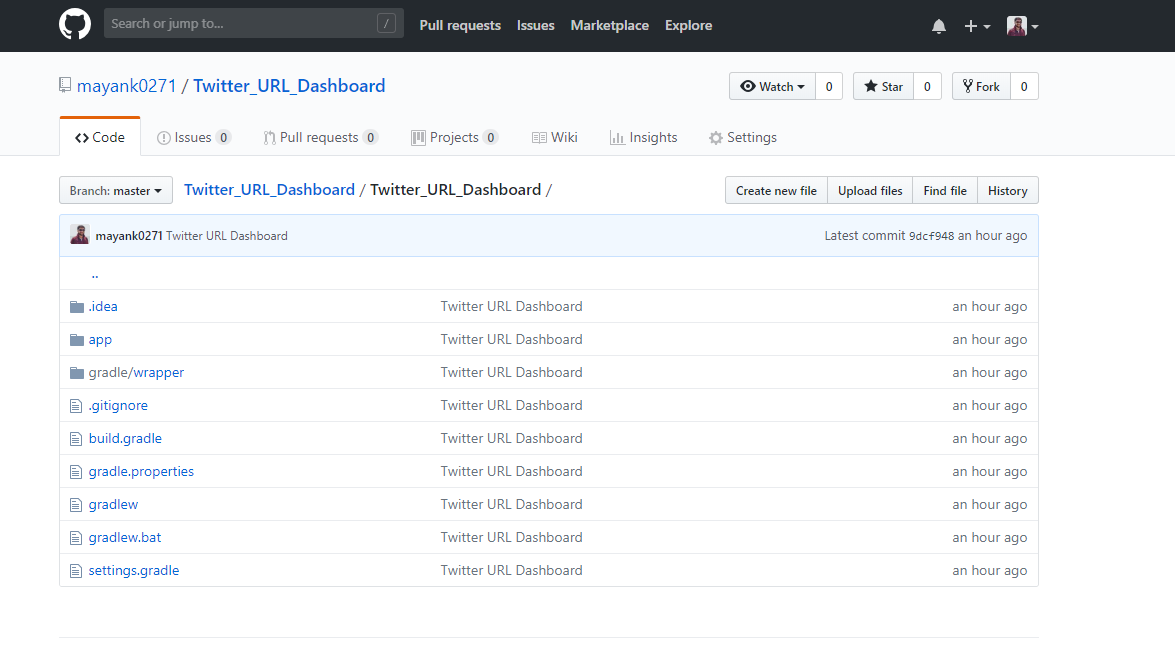 Search or jump to... / Pull requests Issues Marketplace Explore
mayank0271 / Twitter_URL_Dashboard Watch 0 Star 0 Fork 0
Code Issues 0 Pull requests 0 Projects 0 Wiki Insights Settings
Branch: master Twitter_URL_Dashboard / Twitter_URL_Dashboard / Create new file Upload files Find file History
mayank0271 Twitter URL Dashboard Latest commit 9dcf948 an hour ago
..
.idea Twitter URL Dashboard an hour ago
app Twitter URL Dashboard an hour ago
gradle/wrapper Twitter URL Dashboard an hour ago
.gitignore Twitter URL Dashboard an hour ago
build.gradle Twitter URL Dashboard an hour ago
gradle.properties Twitter URL Dashboard an hour ago
gradlew Twitter URL Dashboard an hour ago
gradlew.bat Twitter URL Dashboard an hour ago
settings.gradle Twitter URL Dashboard an hour ago